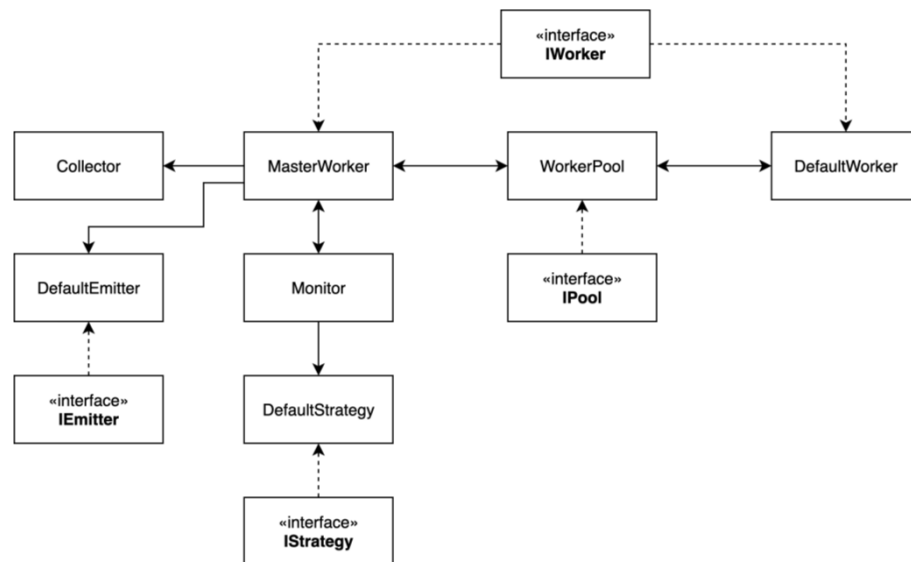 «interface»
IWorker
Collector
MasterWorker
WorkerPool
DefaultWorker
DefaultEmitter
Monitor
«interface»
IPool
«interface»
IEmitter
DefaultStrategy
«interface»
IStrategy